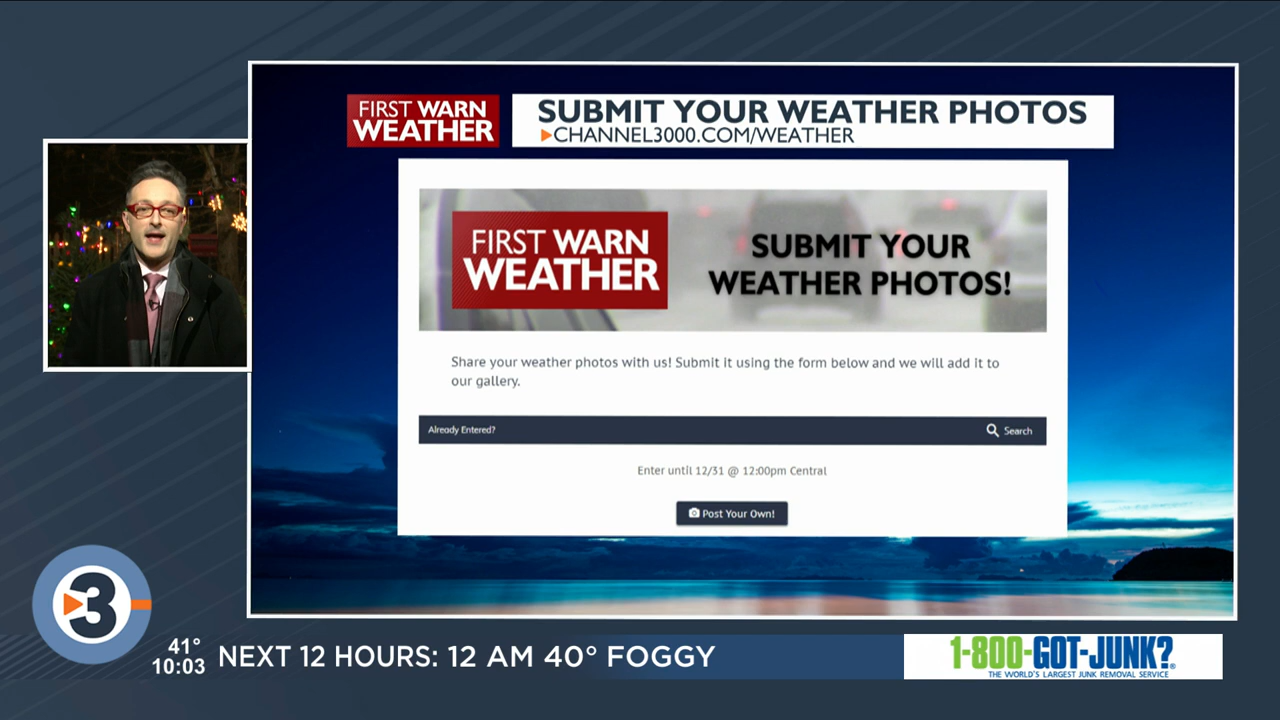 FIRST WARN
WEATHER
SUBMIT YOUR WEATHER PHOTOS
CHANNEL3000.COM/WEATHER
FIRST WARN
WEATHER
SUBMIT YOUR
WEATHER PHOTOS!
Share your weather photos with us! Submit it using the form below and we will add it to
our gallery.
Already Entered?
Search
Enter until 12/31 @ 12:00pm Central
Post Your Own!
3
41°
10:03
NEXT 12 HOURS: 12 AM 40° FOGGY
1-800-GOT-JUNK?®
THE WORLD'S LARGEST JUNK REMOVAL SERVICE